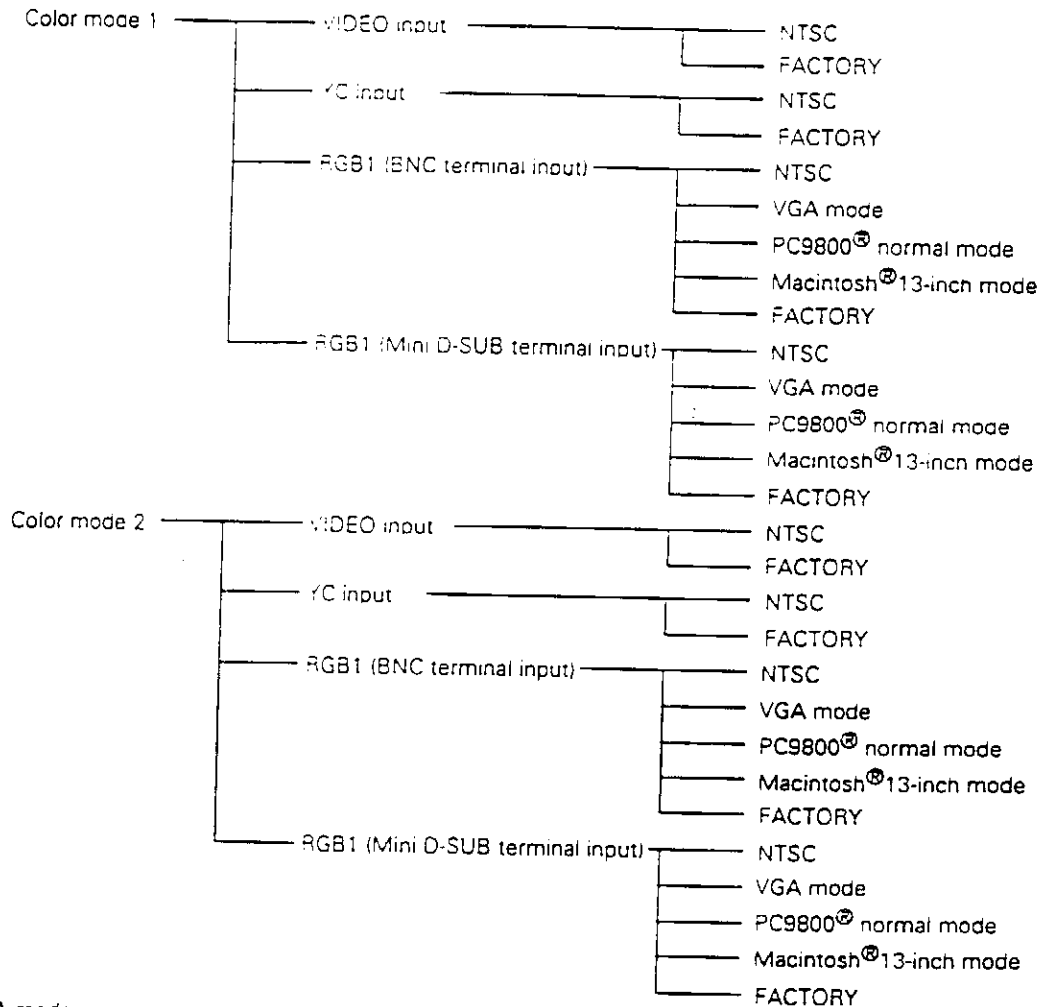 Color mode 1 VIDEO input NTSC
FACTORY
YC input NTSC
FACTORY
RGB1 (BNC terminal input) NTSC
VGA mode
PC9800® normal mode
Macintosh®13-inch mode
FACTORY
RGB1 (Mini D-SUB terminal input) NTSC
VGA mode
PC9800® normal mode
Macintosh®13-inch mode
FACTORY
Color mode 2 VIDEO input NTSC
FACTORY
YC input NTSC
FACTORY
RGB1 (BNC terminal input) NTSC
VGA mode
PC9800® normal mode
Macintosh®13-inch mode
FACTORY
RGB1 (Mini D-SUB terminal input) NTSC
VGA mode
PC9800® normal mode
Macintosh®13-inch mode
FACTORY